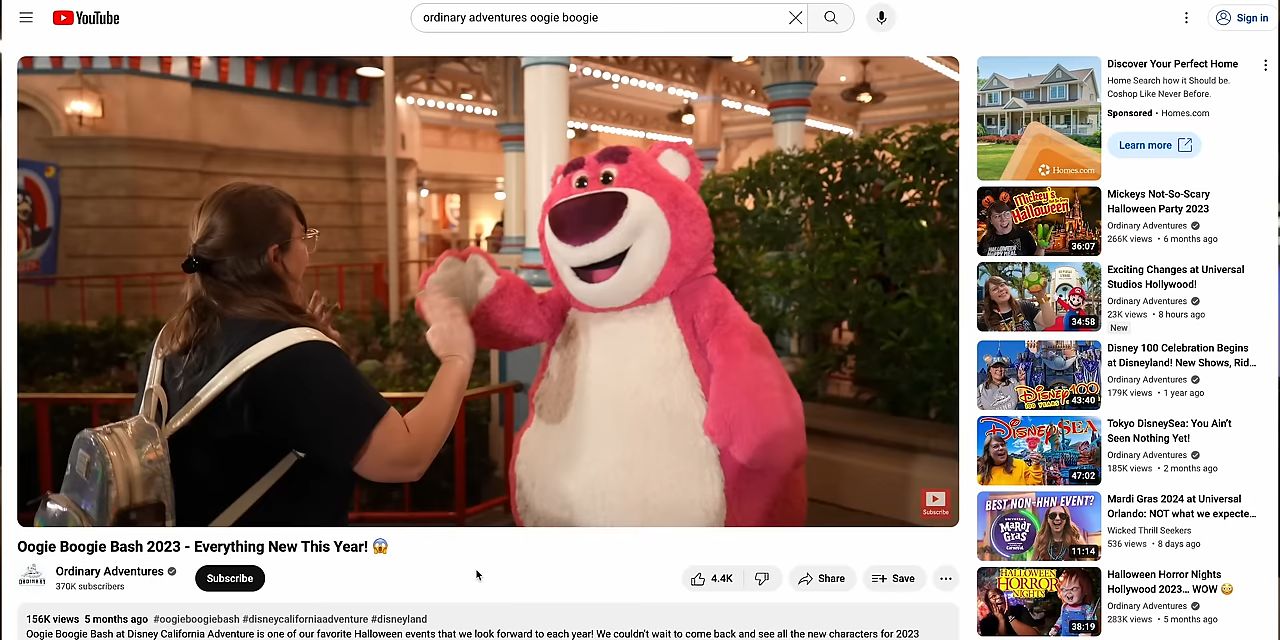 YouTube
ordinary adventures oogie boogie
Sign in
Subscribe
Oogie Boogie Bash 2023 - Everything New This Year! 😱
Ordinary Adventures
370K subscribers
Subscribe
4.4K
Share
Save
156K views 5 months ago #oogieboogiebash #disneycaliforniaadventure #disneyland
Oogie Boogie Bash at Disney California Adventure is one of our favorite Halloween events that we look forward to each year! We couldn't wait to come back and see all the new characters for 2023
Discover Your Perfect Home
Home Search how it Should be.
Coshop Like Never Before.
Sponsored · Homes.com
Learn more
Homes.com
Mickey's
Halloween
36:07
Mickeys Not-So-Scary
Halloween Party 2023
Ordinary Adventures
266K views · 6 months ago
34:58
Exciting Changes at Universal
Studios Hollywood!
Ordinary Adventures
23K views · 8 hours ago
New
Disney
100
43:40
Disney 100 Celebration Begins
at Disneyland! New Shows, Rid...
Ordinary Adventures
179K views · 1 year ago
DISNEYSEA
47:02
Tokyo DisneySea: You Ain't
Seen Nothing Yet!
Ordinary Adventures
185K views · 2 months ago
BEST NON-HHN EVENT?
MARDI
GRAS
11:14
Mardi Gras 2024 at Universal
Orlando: NOT what we expecte...
Wicked Thrill Seekers
536 views · 8 days ago
HALLOWEEN
HORROR
NIGHTS
38:19
Halloween Horror Nights
Hollywood 2023... WOW 😳
Ordinary Adventures
283K views · 5 months ago